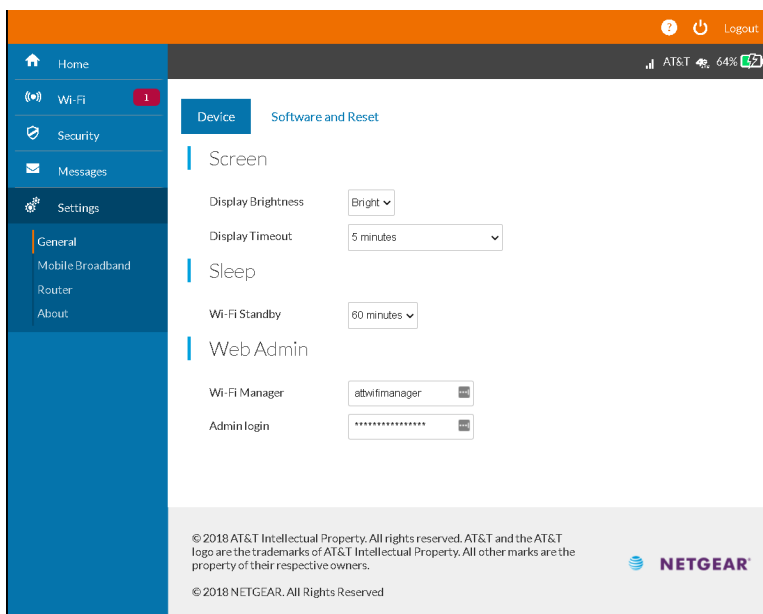 ? Logout
Home
AT&T 64%
Wi-Fi 1
Security
Messages
Settings
General
Mobile Broadband
Router
About
Device Software and Reset
Screen
Display Brightness Bright
Display Timeout 5 minutes
Sleep
Wi-Fi Standby 60 minutes
Web Admin
Wi-Fi Manager attwifimanager
Admin login ****************
© 2018 AT&T Intellectual Property. All rights reserved. AT&T and the AT&T
logo are the trademarks of AT&T Intellectual Property. All other marks are the
property of their respective owners.
© 2018 NETGEAR. All Rights Reserved
NETGEAR